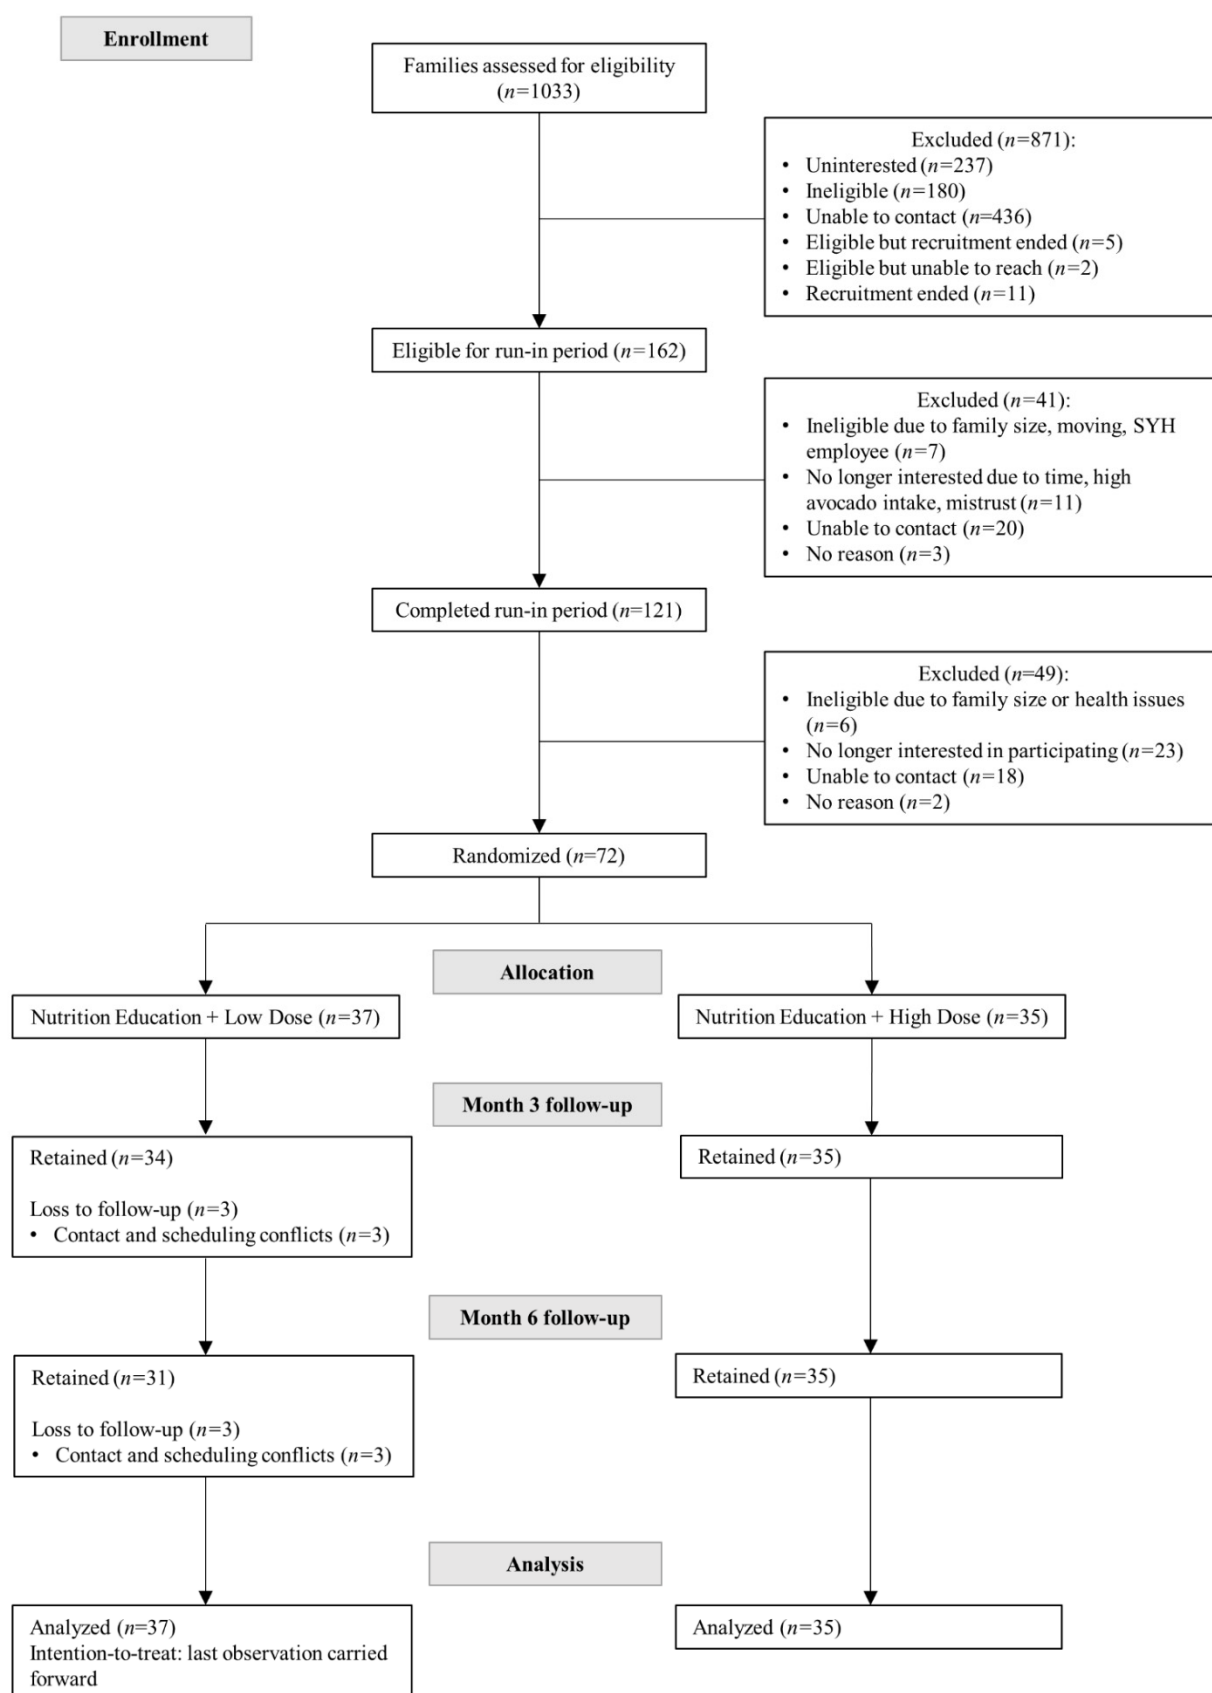 Enrollment
Families assessed for eligibility
(n=1033)
Excluded (n=871):
• Uninterested (n=237)
• Ineligible (n=180)
• Unable to contact (n=436)
• Eligible but recruitment ended (n=5)
• Eligible but unable to reach (n=2)
• Recruitment ended (n=11)
Eligible for run-in period (n=162)
Excluded (n=41):
• Ineligible due to family size, moving, SYH
employee (n=7)
• No longer interested due to time, high
avocado intake, mistrust (n=11)
• Unable to contact (n=20)
• No reason (n=3)
Completed run-in period (n=121)
Excluded (n=49):
• Ineligible due to family size or health issues
(n=6)
• No longer interested in participating (n=23)
• Unable to contact (n=18)
• No reason (n=2)
Randomized (n=72)
Allocation
Nutrition Education + Low Dose (n=37)
Nutrition Education + High Dose (n=35)
Month 3 follow-up
Retained (n=34)
Loss to follow-up (n=3)
• Contact and scheduling conflicts (n=3)
Retained (n=35)
Month 6 follow-up
Retained (n=31)
Loss to follow-up (n=3)
• Contact and scheduling conflicts (n=3)
Retained (n=35)
Analysis
Analyzed (n=37)
Intention-to-treat: last observation carried
forward
Analyzed (n=35)